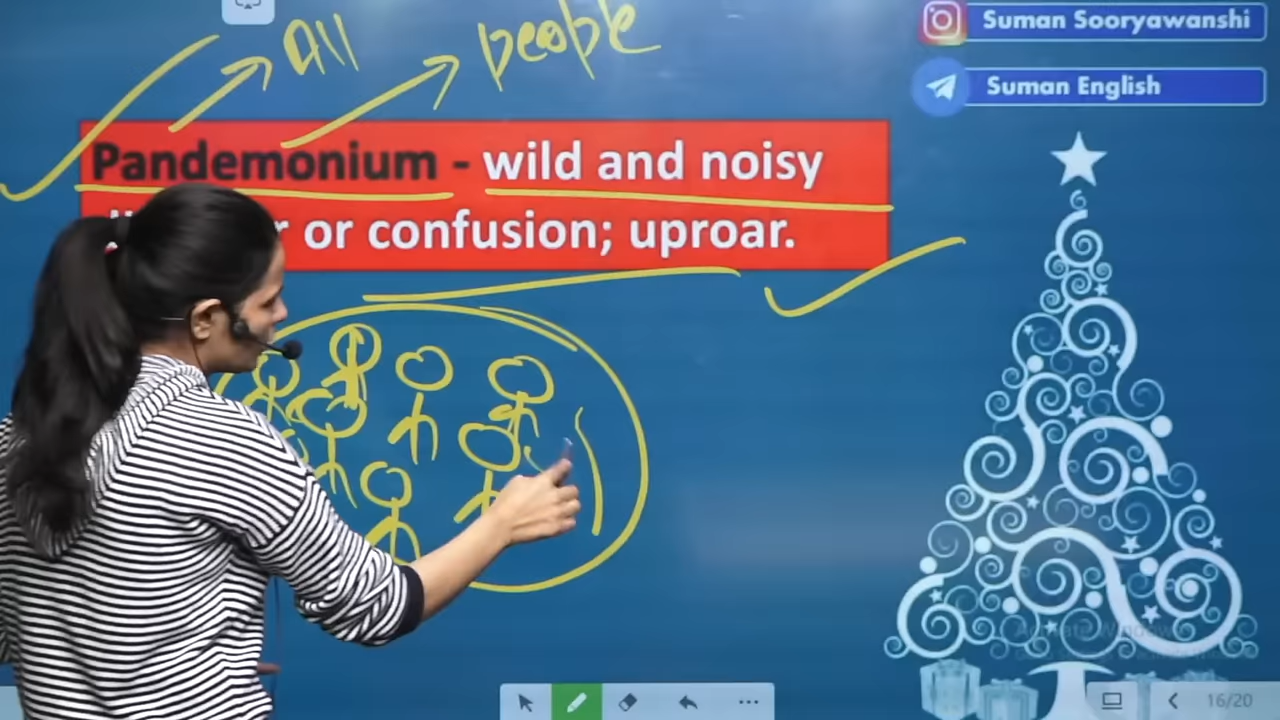 All people
Suman Sooryawanshi
Suman English
Pandemonium - wild and noisy
or confusion; uproar.
16/20